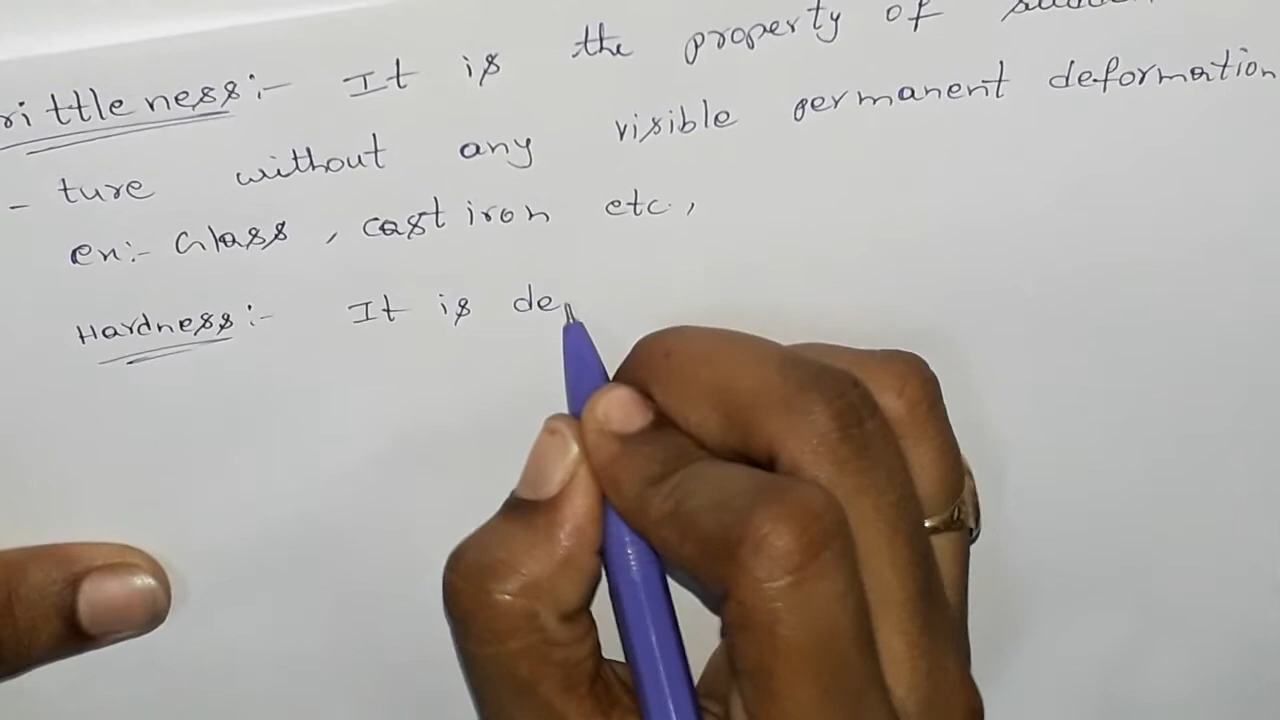 rittleness:- It is the property of
- ture without any visible permanent deformation
ex:- Glass, cast iron etc.,
Hardness:- It is de